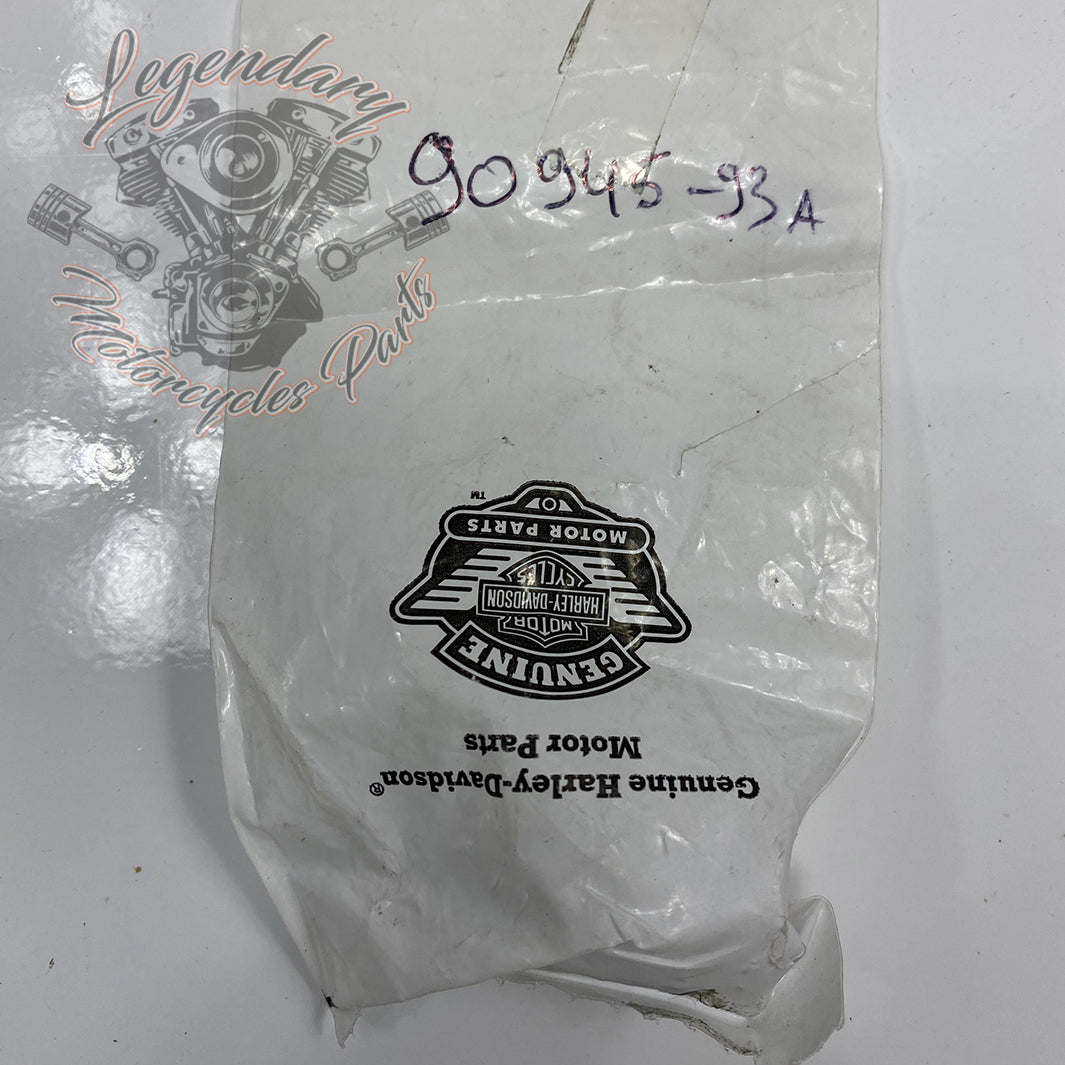 Legendary
Motorcycles Parts
90945-93A
Genuine Harley-Davidson®
Motor Parts
GENUINE
MOTOR
HARLEY-DAVIDSON
CYCLES
MOTOR PARTS
TM